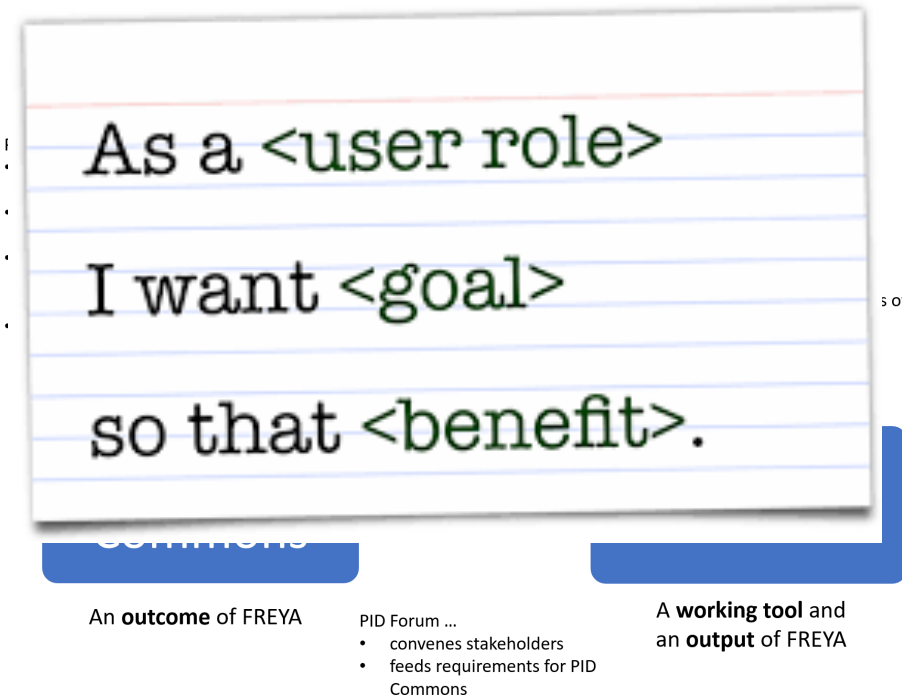 As a <user role>
I want <goal>
so that <benefit>.
An outcome of FREYA
PID Forum ...
• convenes stakeholders
• feeds requirements for PID
Commons
A working tool and
an output of FREYA